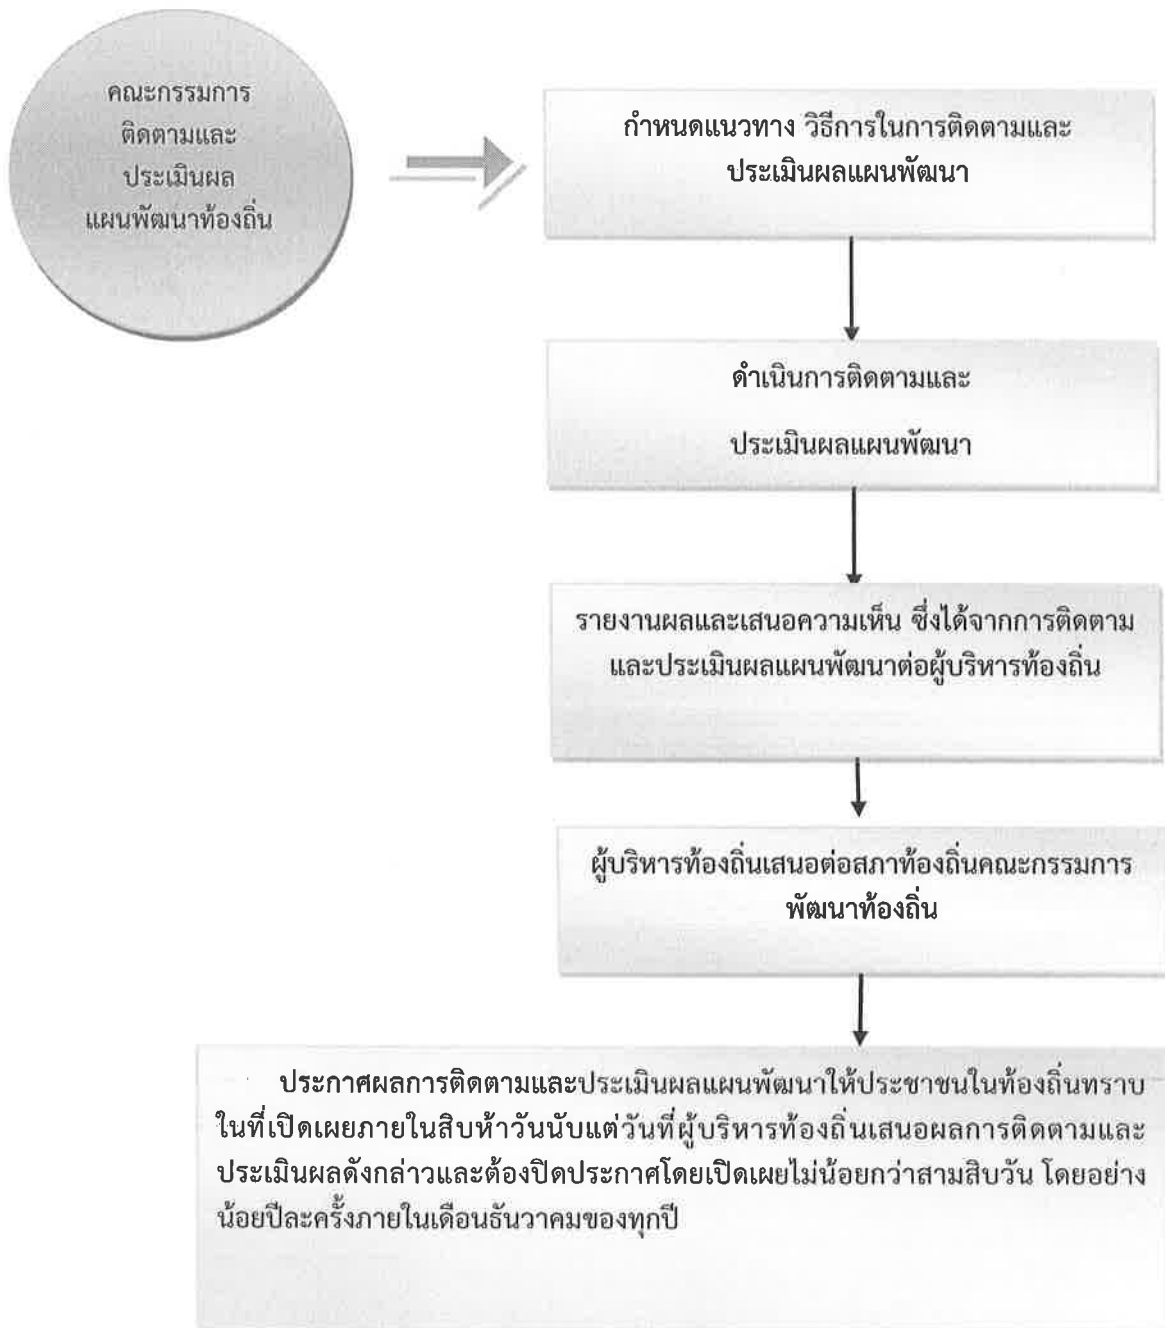 คณะกรรมการ
ติดตามและ
ประเมินผล
แผนพัฒนาท้องถิ่น
กำหนดแนวทาง วิธีการในการติดตามและ
ประเมินผลแผนพัฒนา
ดำเนินการติดตามและ
ประเมินผลแผนพัฒนา
รายงานผลและเสนอความเห็น ซึ่งได้จากการติดตาม
และประเมินผลแผนพัฒนาต่อผู้บริหารท้องถิ่น
ผู้บริหารท้องถิ่นเสนอต่อสภาท้องถิ่นคณะกรรมการ
พัฒนาท้องถิ่น
ประกาศผลการติดตามและประเมินผลแผนพัฒนาให้ประชาชนในท้องถิ่นทราบ
ในที่เปิดเผยภายในสิบห้าวันนับแต่วันที่ผู้บริหารท้องถิ่นเสนอผลการติดตามและ
ประเมินผลดังกล่าวและต้องปิดประกาศโดยเปิดเผยไม่น้อยกว่าสามสิบวัน โดยอย่าง
น้อยปีละครั้งภายในเดือนธันวาคมของทุกปี